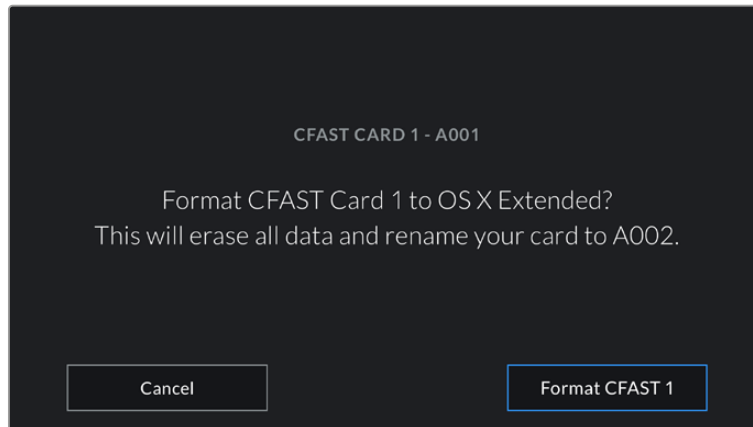 CFAST CARD 1 - A001
Format CFAST Card 1 to OS X Extended?
This will erase all data and rename your card to A002.
Cancel
Format CFAST 1